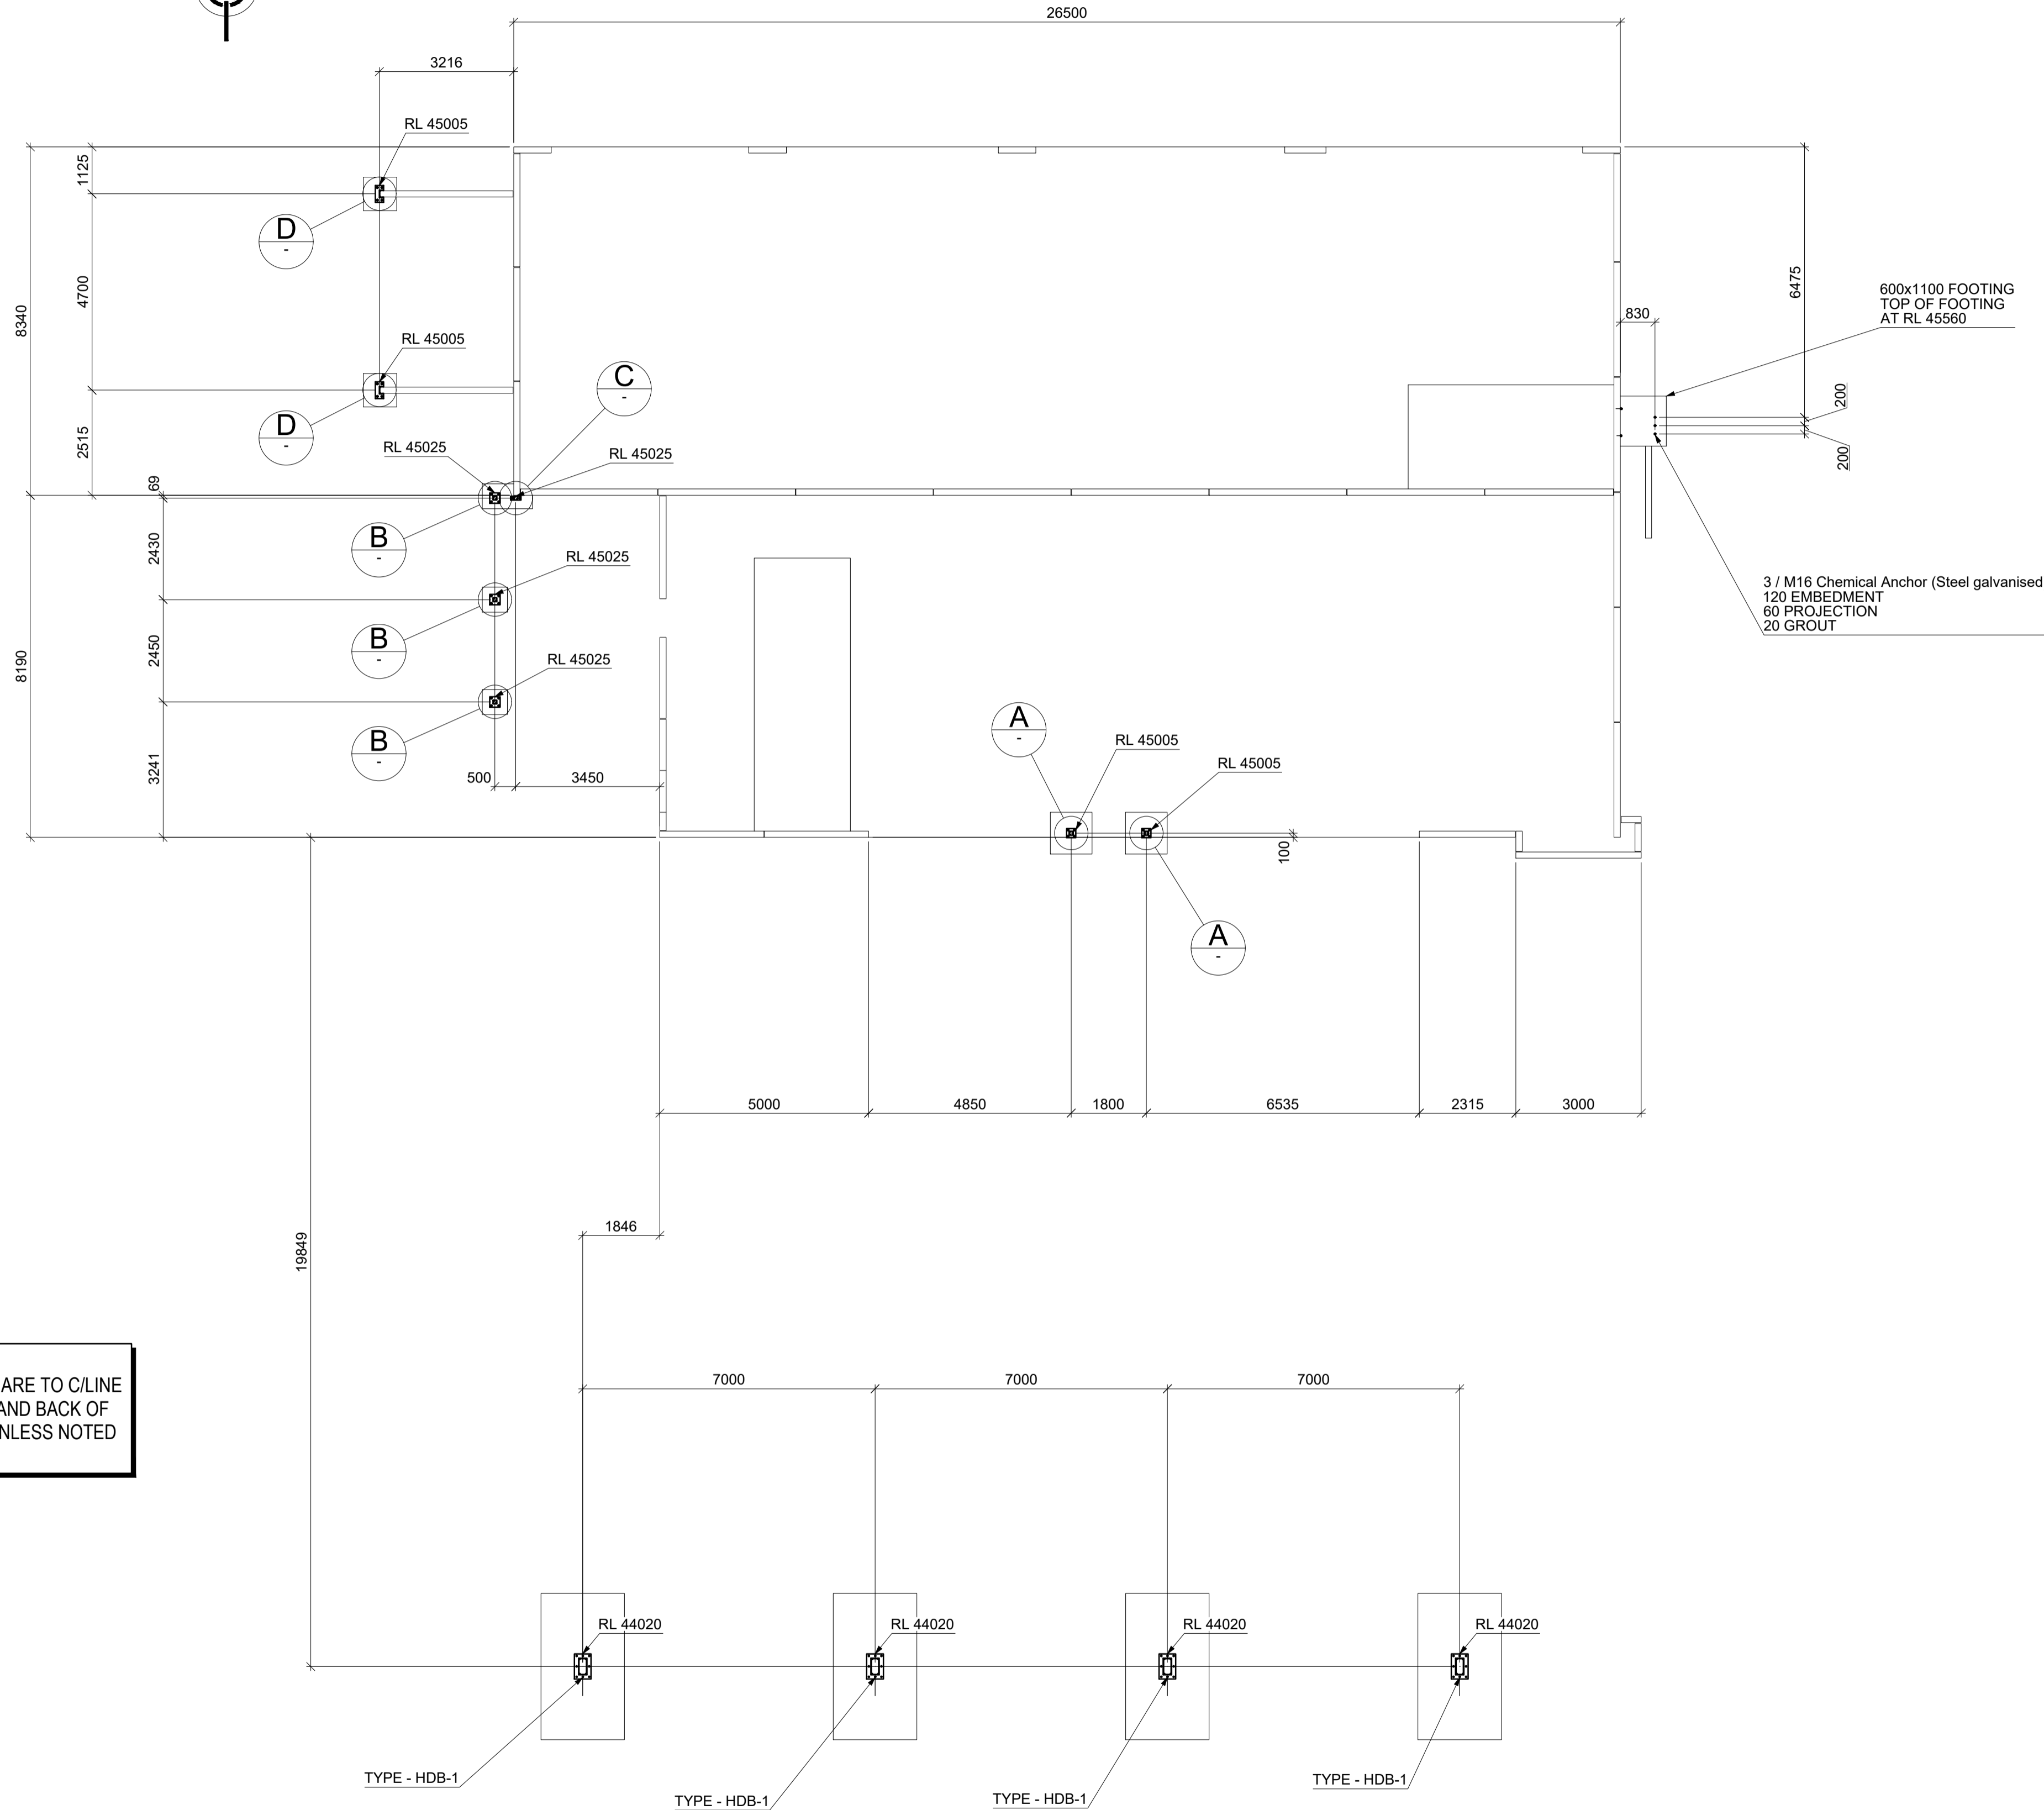 26500
3216
RL 45005
1125
D
-
4700
8340
6475
600x1100 FOOTING
TOP OF FOOTING
AT RL 45560
830
RL 45005
C
-
200
D
-
2515
RL 45025
RL 45025
200
69
B
-
2430
RL 45025
3 / M16 Chemical Anchor (Steel galvanised
120 EMBEDMENT
60 PROJECTION
20 GROUT
B
-
2450
RL 45025
8190
A
-
RL 45005
B
-
RL 45005
3241
500
3450
100
A
-
5000
4850
1800
6535
2315
3000
1846
19849
ARE TO C/LINE
AND BACK OF
NLESS NOTED
7000
7000
7000
RL 44020
RL 44020
RL 44020
RL 44020
TYPE - HDB-1
TYPE - HDB-1
TYPE - HDB-1
TYPE - HDB-1